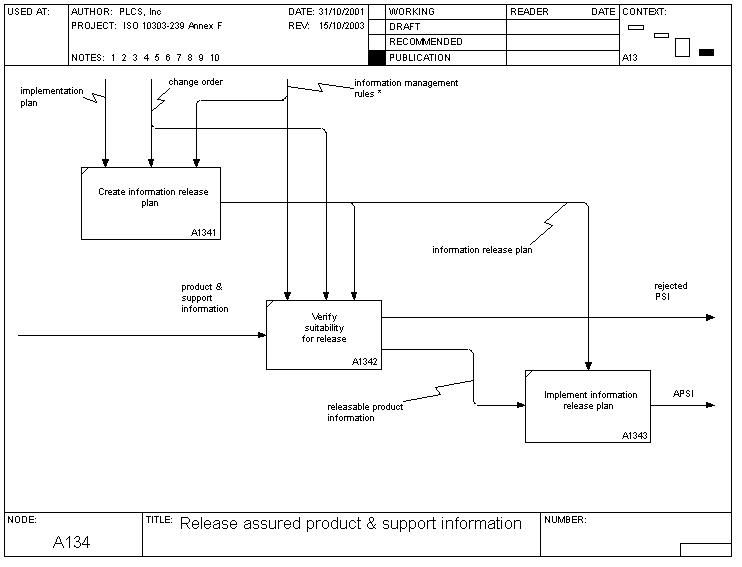 USED AT:
AUTHOR: PLCS, Inc
DATE: 31/10/2001
PROJECT: ISO 10303-239 Annex F
REV: 15/10/2003
NOTES: 1 2 3 4 5 6 7 8 9 10
WORKING
DRAFT
RECOMMENDED
PUBLICATION
READER DATE
CONTEXT:
A13
implementation
plan
change order
information management
rules *
Create information release
plan
A1341
information release plan
product &
support
information
rejected
PSI
Verify
suitability
for release
A1342
releasable product
information
Implement information
release plan
A1343
APSI
NODE:
A134
TITLE: Release assured product & support information
NUMBER: